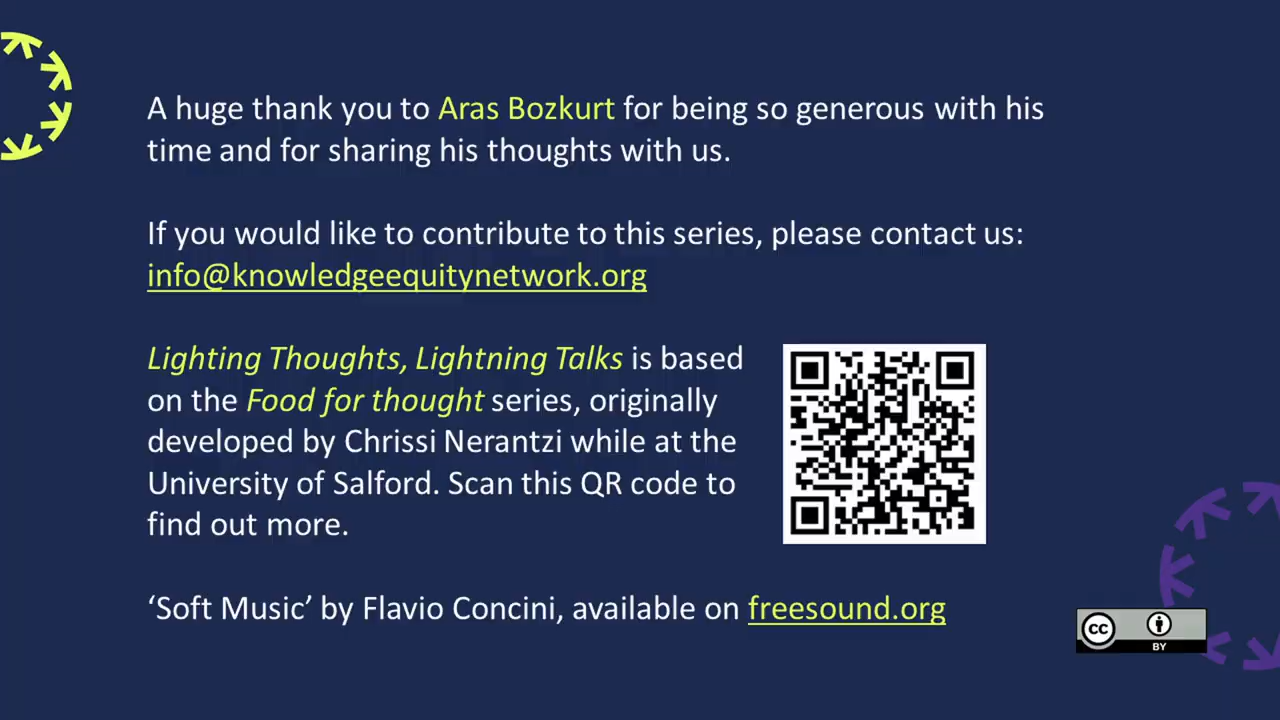 A huge thank you to Aras Bozkurt for being so generous with his
time and for sharing his thoughts with us.
If you would like to contribute to this series, please contact us:
info@knowledgeequitynetwork.org
Lighting Thoughts, Lightning Talks is based
on the Food for thought series, originally
developed by Chrissi Nerantzi while at the
University of Salford. Scan this QR code to
find out more.
‘Soft Music’ by Flavio Concini, available on freesound.org
CC
BY